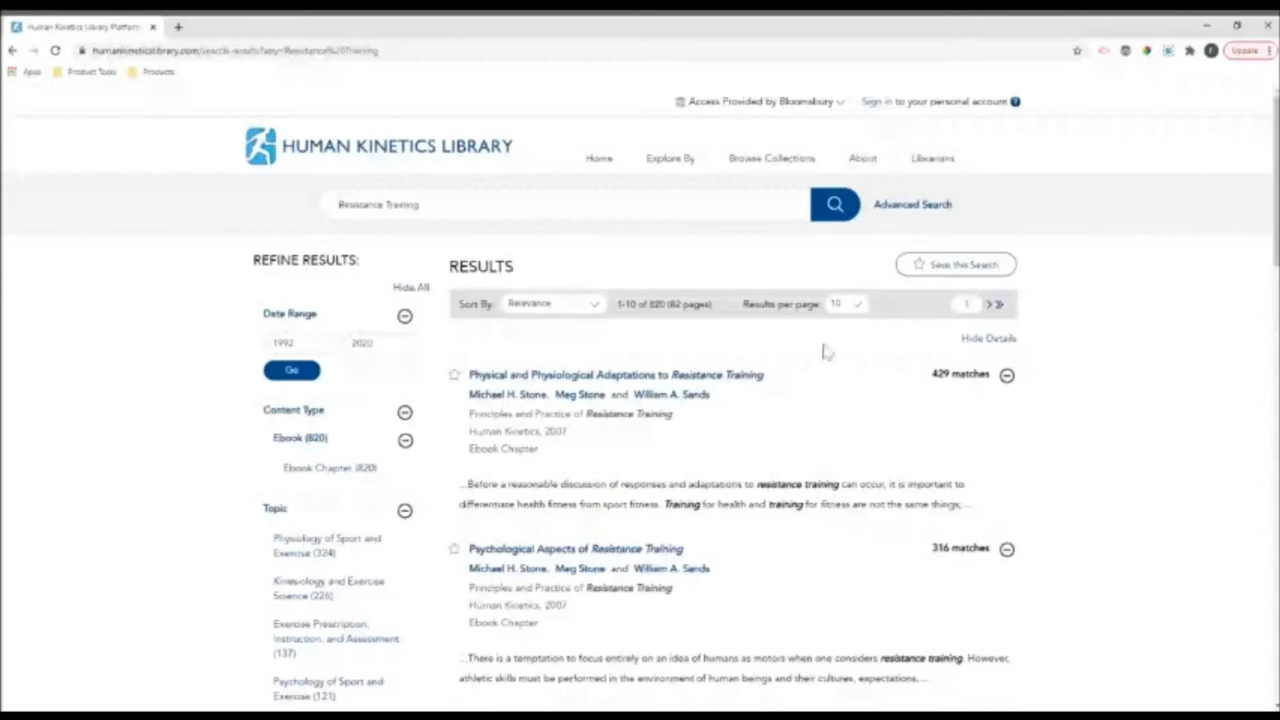 Human Kinetics Library Platform
humankineticslibrary.com/search-results?any=Resistance%20Training
Update
Apps
Product Tools
Products
Access Provided by Bloomsbury
Sign in to your personal account
HUMAN KINETICS LIBRARY
Home
Explore By
Browse Collections
About
Librarians
Resistance Training
Advanced Search
REFINE RESULTS:
Hide All
Date Range
1992
2020
Go
Content Type
Ebook (820)
Ebook Chapter (820)
Topic
Physiology of Sport and
Exercise (324)
Kinesiology and Exercise
Science (226)
Exercise Prescription,
Instruction, and Assessment
(137)
Psychology of Sport and
Exercise (121)
RESULTS
Save this Search
Sort By: Relevance
1-10 of 820 (82 pages)
Results per page: 10
1
Hide Details
Physical and Physiological Adaptations to Resistance Training
429 matches
Michael H. Stone, Meg Stone and William A. Sands
Principles and Practice of Resistance Training
Human Kinetics, 2007
Ebook Chapter
...Before a reasonable discussion of responses and adaptations to resistance training can occur, it is important to
differentiate health fitness from sport fitness. Training for health and training for fitness are not the same things;...
Psychological Aspects of Resistance Training
316 matches
Michael H. Stone, Meg Stone and William A. Sands
Principles and Practice of Resistance Training
Human Kinetics, 2007
Ebook Chapter
...There is a temptation to focus entirely on an idea of humans as motors when one considers resistance training. However,
athletic skills must be performed in the environment of human beings and their cultures, expectations,...